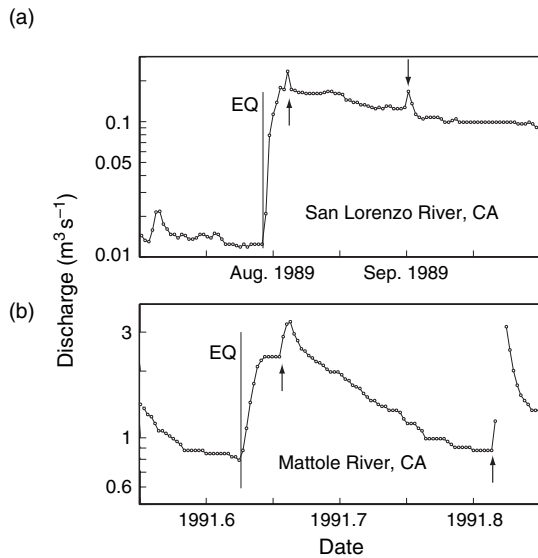 (a)
EQ
0.1
0.05
San Lorenzo River, CA
0.01
Aug. 1989 Sep. 1989
Discharge (m³ s⁻¹)
(b)
3
EQ
1
Mattole River, CA
0.6
1991.6 1991.7 1991.8
Date